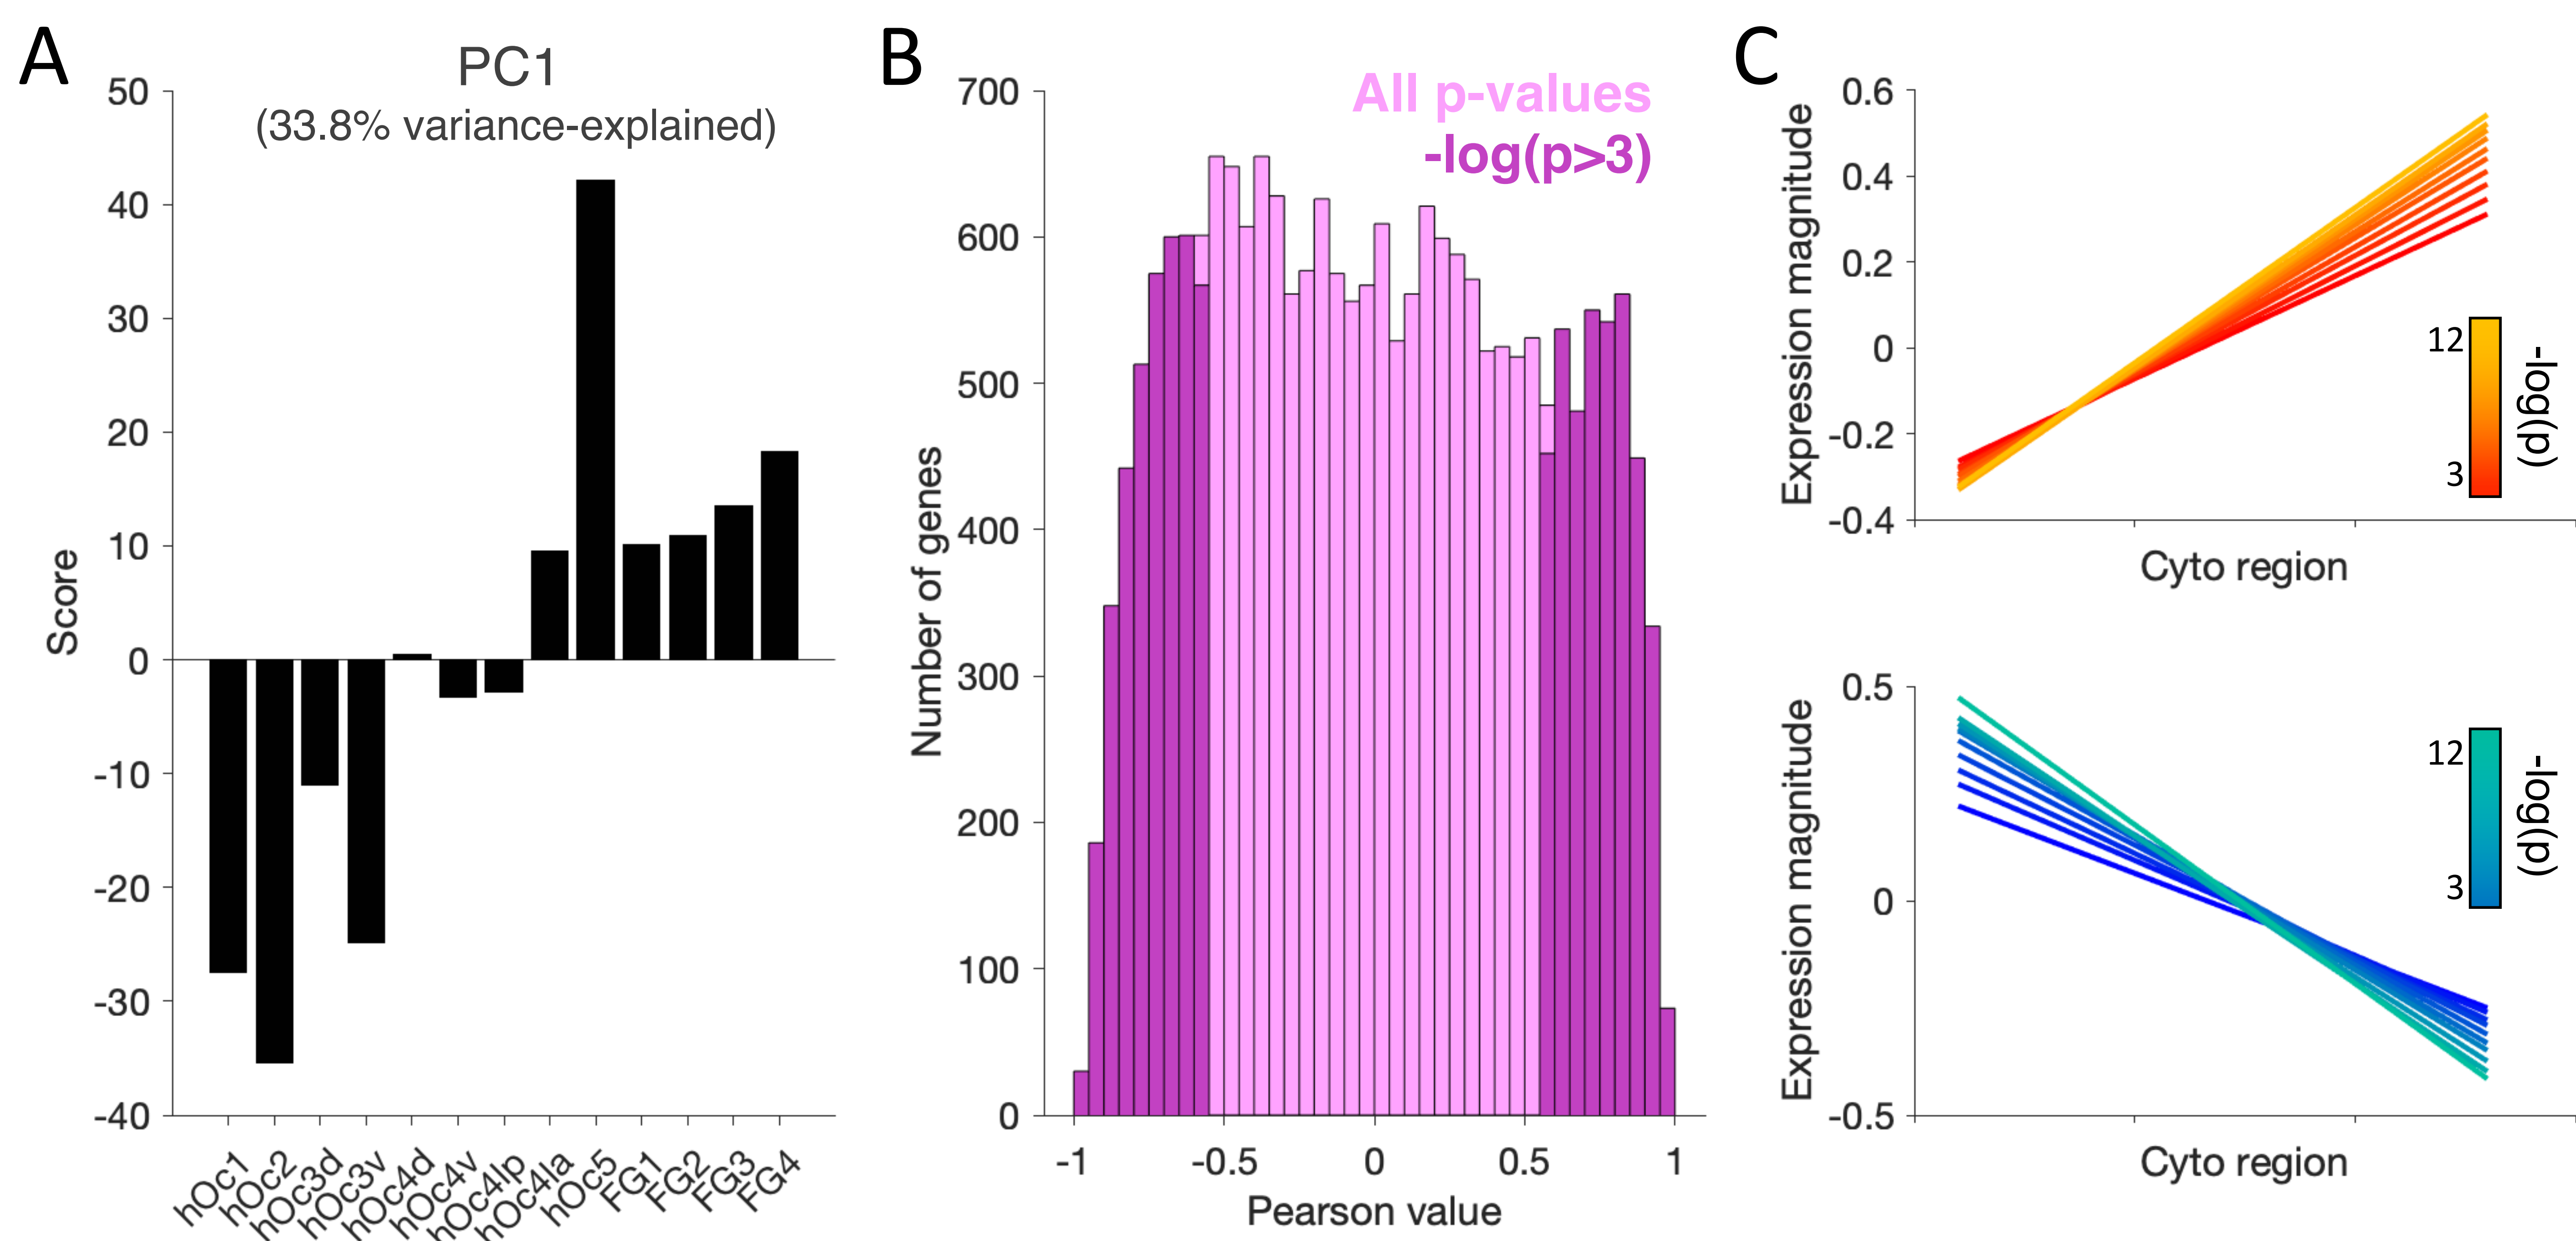 A
PC1
(33.8% variance-explained)
50
40
30
20
10
0
-10
-20
-30
-40
Score
hOc1
hOc2
hOc3d
hOc3v
hOc4d
hOc4v
hOc4lp
hOc4la
hOc5
FG1
FG2
FG3
FG4
B
All p-values
-log(p>3)
700
600
500
400
300
200
100
0
Number of genes
-1
-0.5
0
0.5
1
Pearson value
C
0.6
0.4
0.2
0
-0.2
-0.4
Expression magnitude
12
3
-log(p)
Cyto region
0.5
0
-0.5
Expression magnitude
12
3
-log(p)
Cyto region